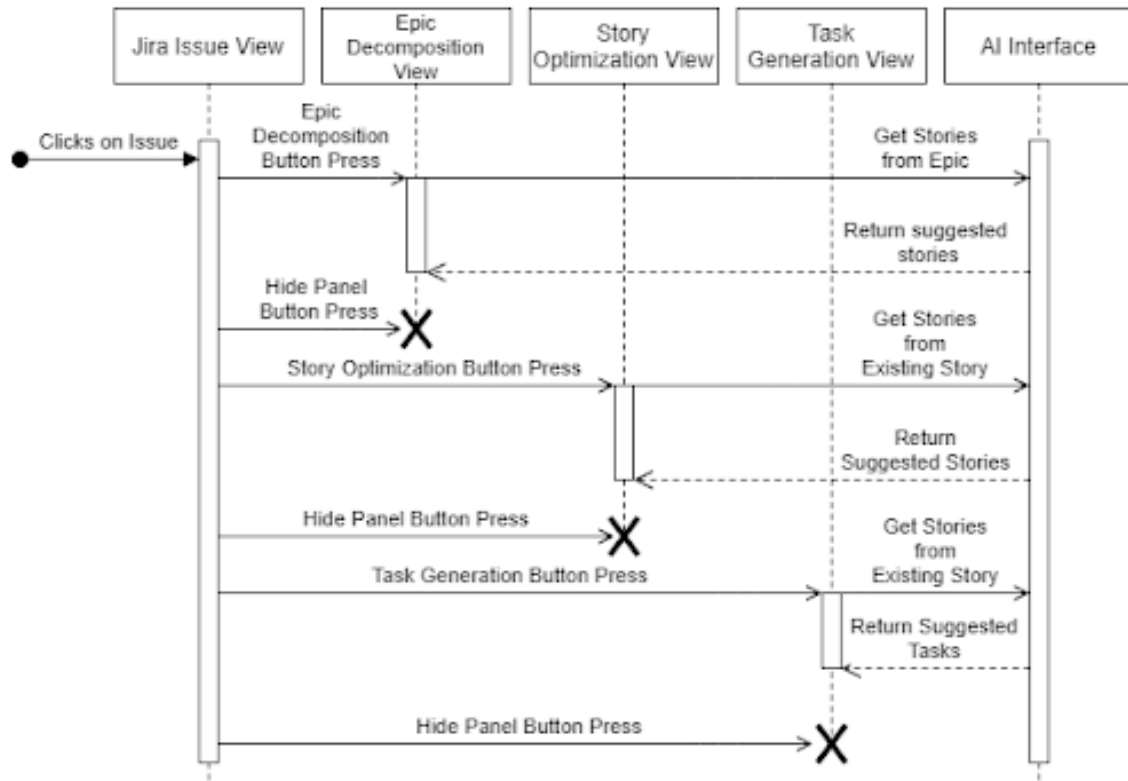 Jira Issue View
Epic
Decomposition
View
Story
Optimization View
Task
Generation View
AI Interface
Clicks on Issue
Epic
Decomposition
Button Press
Get Stories
from Epic
Return suggested
stories
Hide Panel
Button Press
Get Stories
from
Existing Story
Story Optimization Button Press
Return
Suggested Stories
Hide Panel Button Press
Get Stories
from
Existing Story
Task Generation Button Press
Return Suggested
Tasks
Hide Panel Button Press